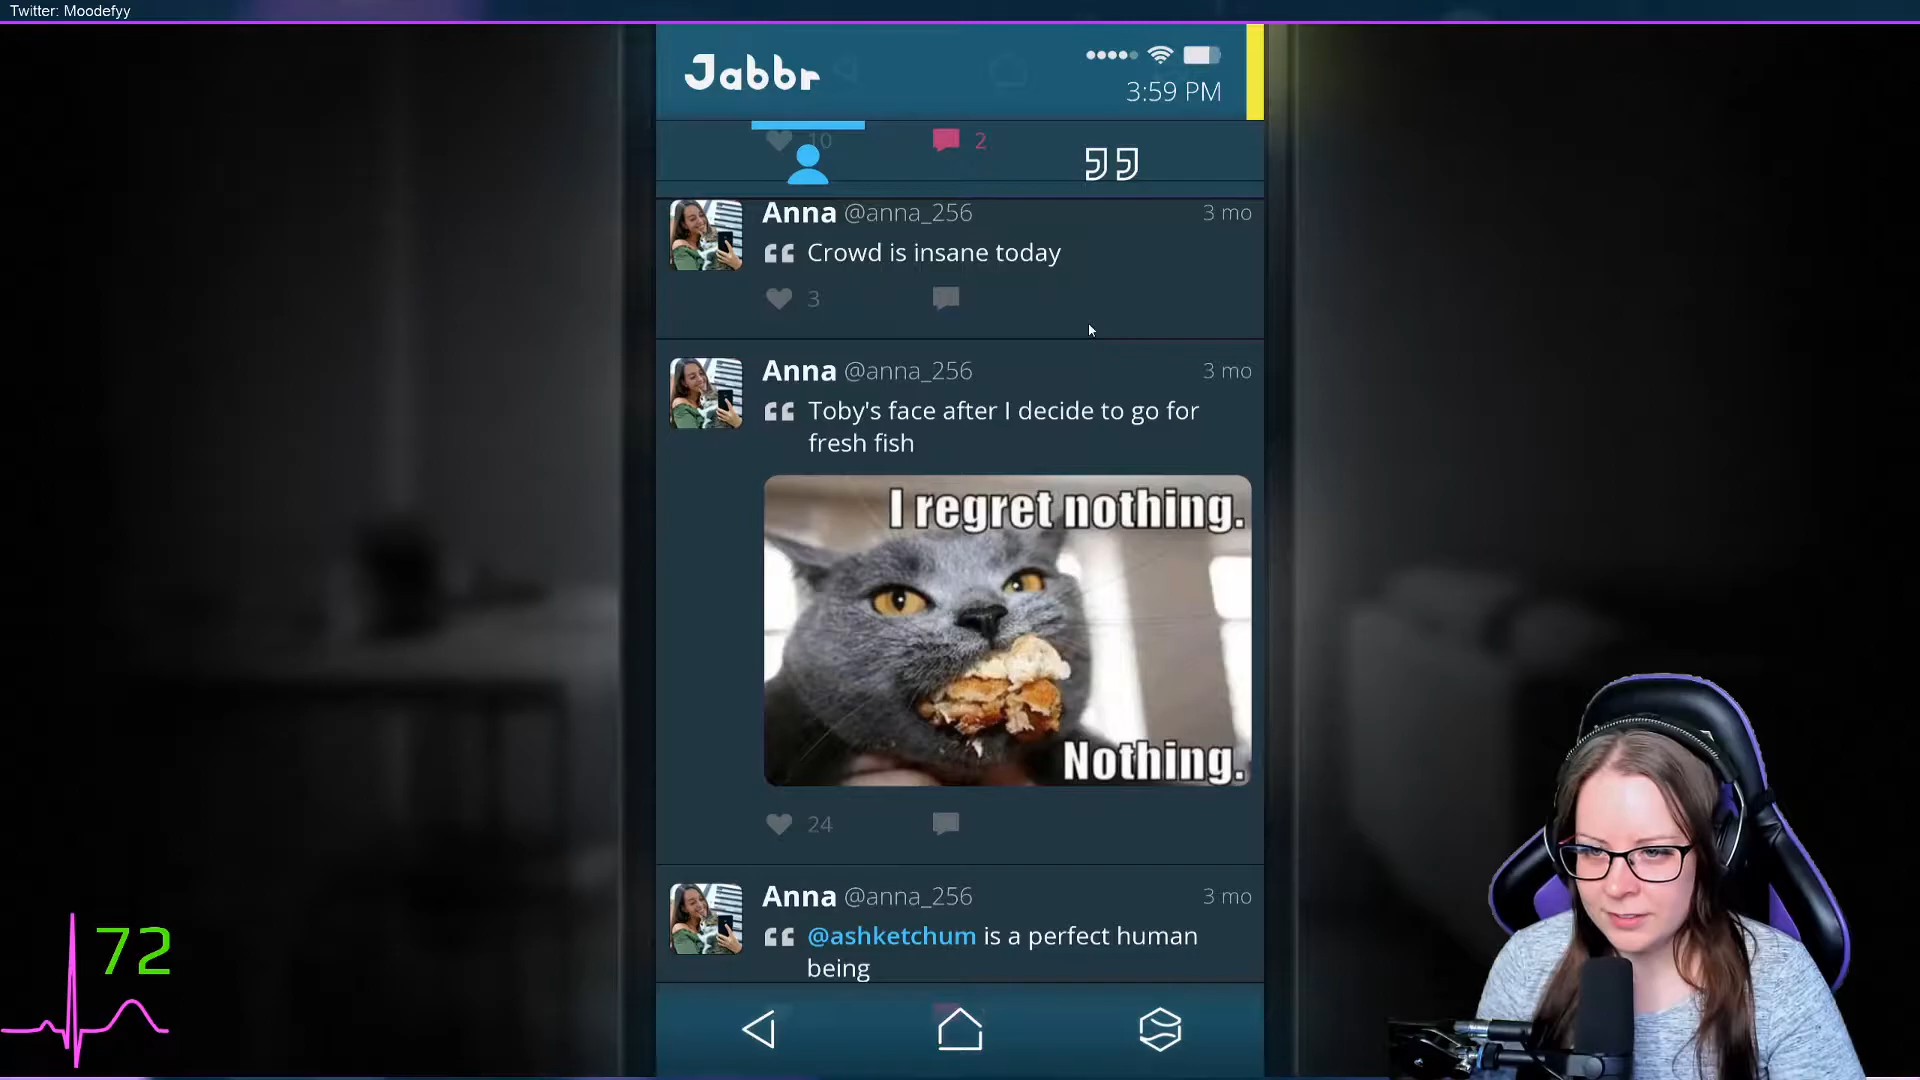 Twitter: Moodefyy
Jabbr
3:59 PM
10
2
Anna @anna_256
3 mo
Crowd is insane today
3
Anna @anna_256
3 mo
Toby's face after I decide to go for
fresh fish
I regret nothing.
Nothing.
24
Anna @anna_256
3 mo
@ashketchum is a perfect human
being
72